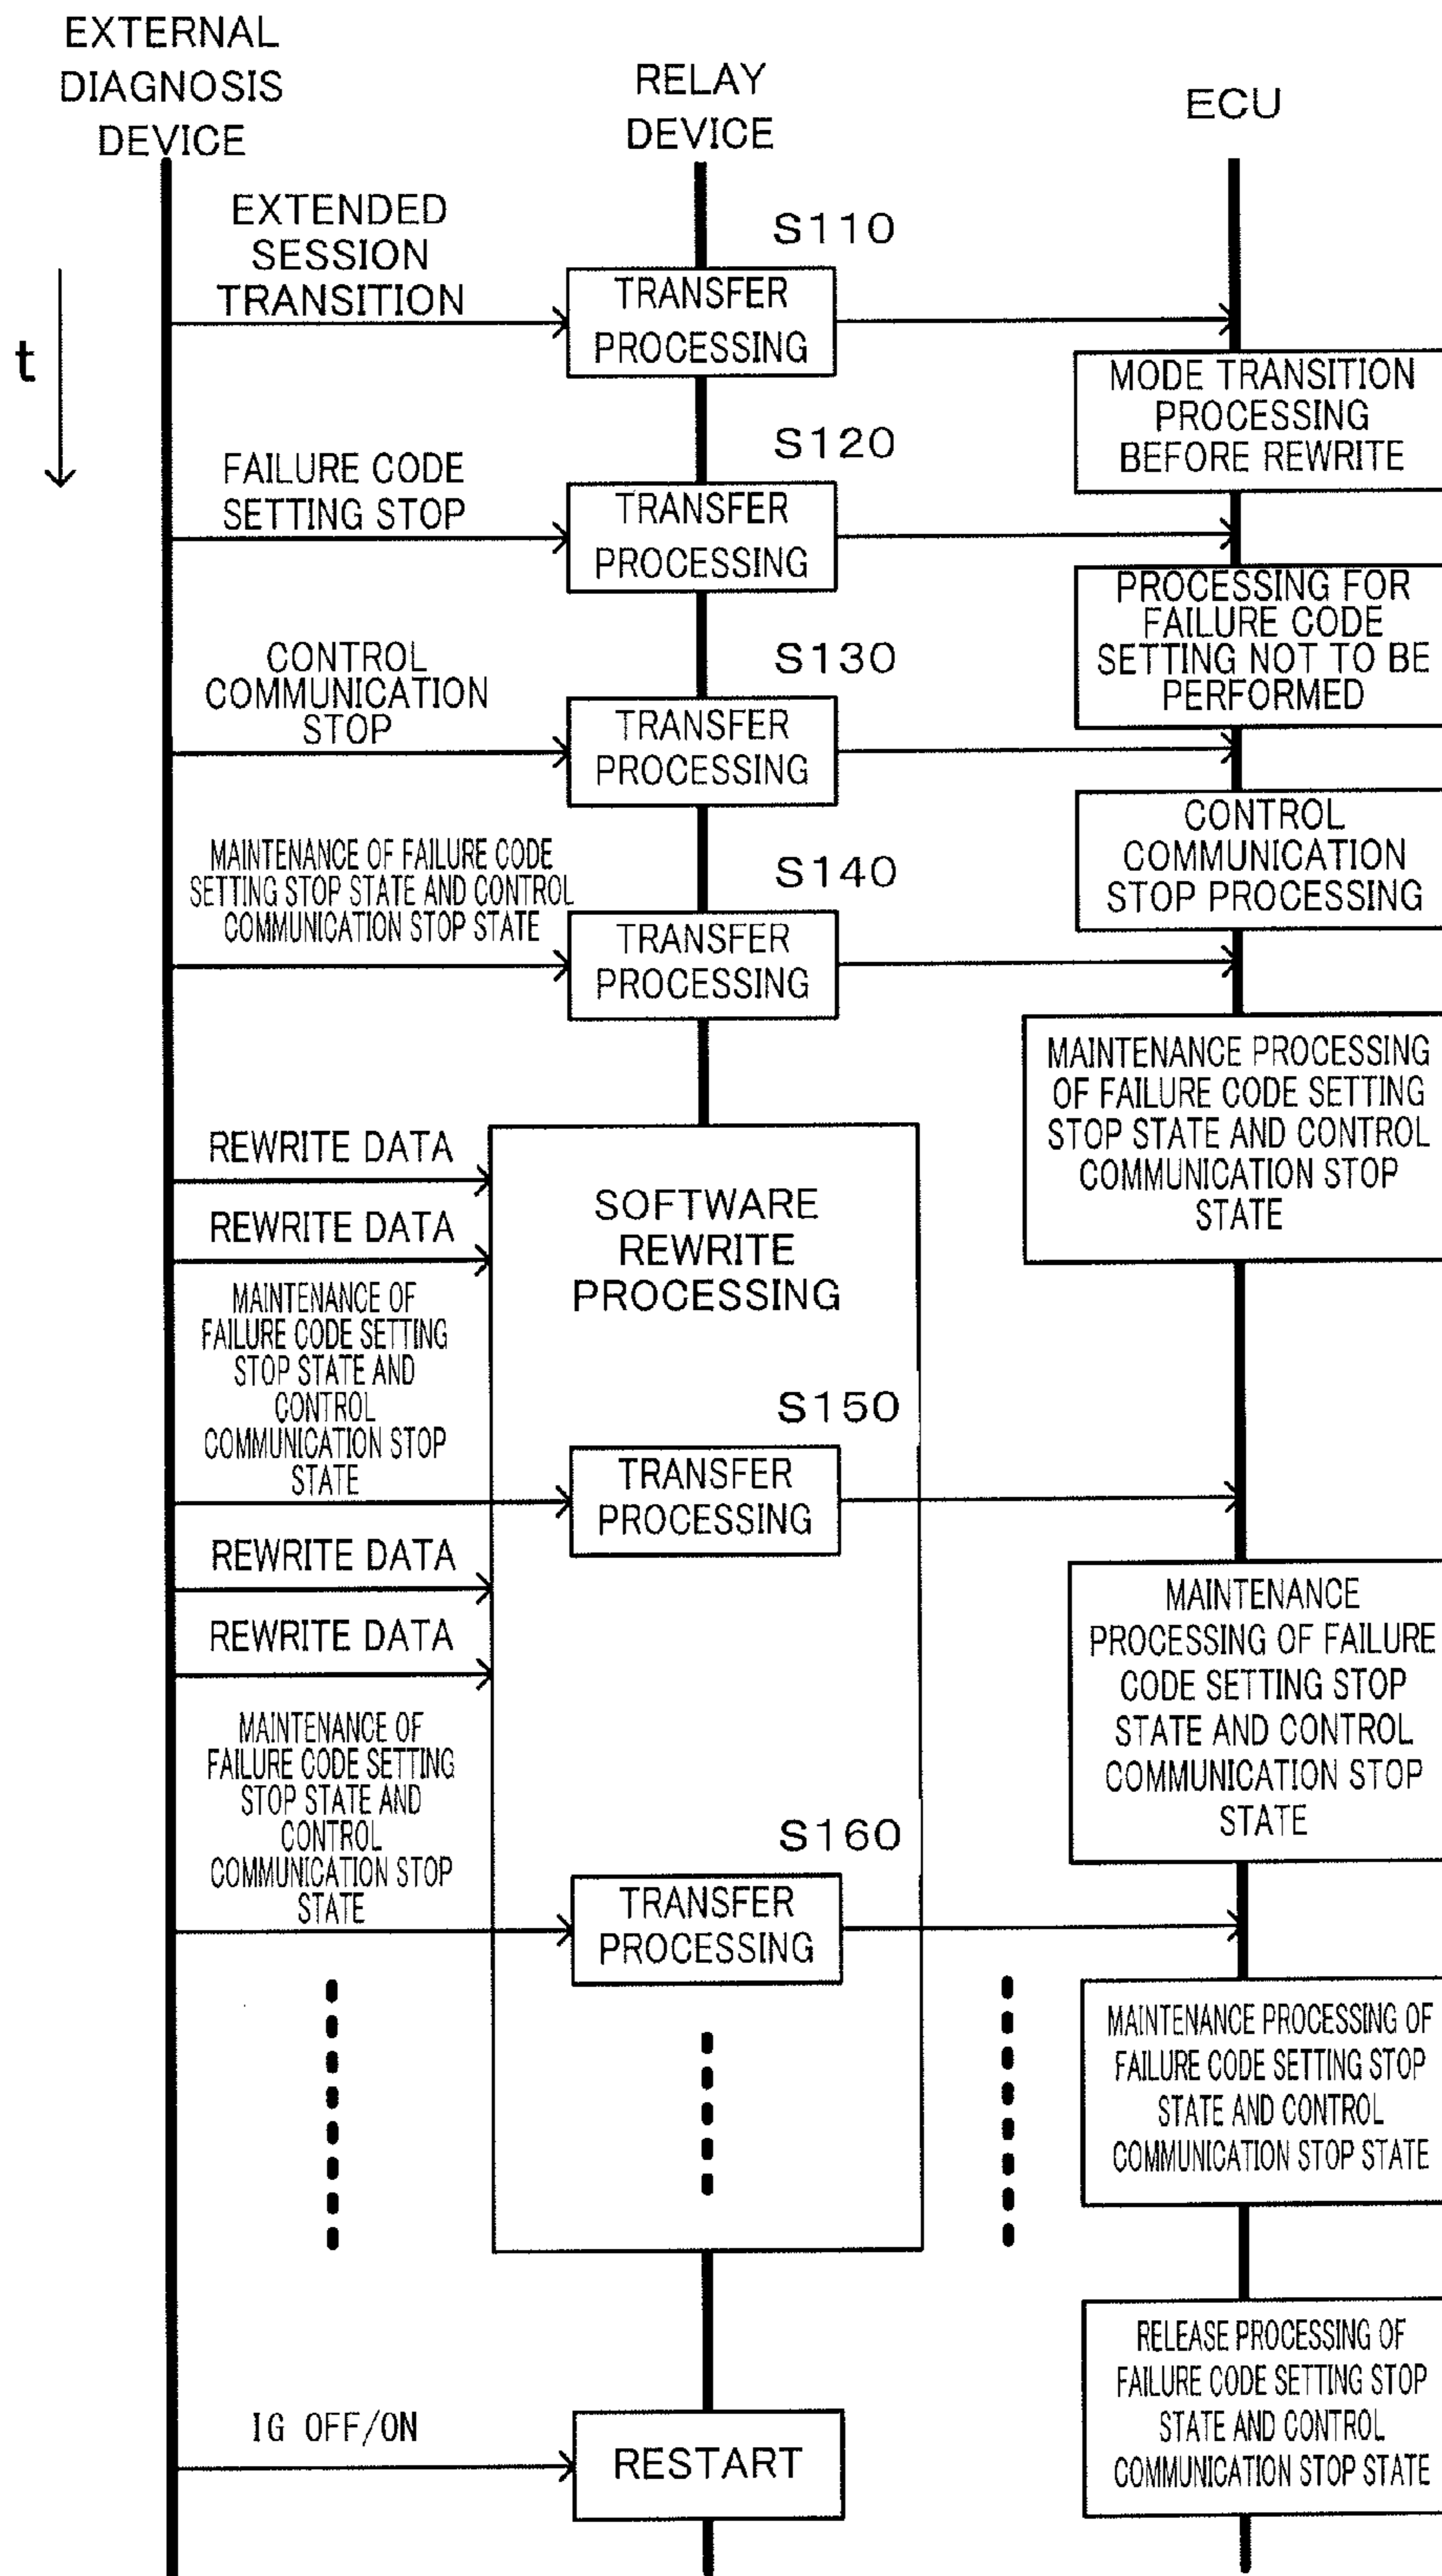 EXTERNAL
DIAGNOSIS
DEVICE
RELAY
DEVICE
ECU
t
EXTENDED
SESSION
TRANSITION
S110
TRANSFER
PROCESSING
MODE TRANSITION
PROCESSING
BEFORE REWRITE
FAILURE CODE
SETTING STOP
S120
TRANSFER
PROCESSING
PROCESSING FOR
FAILURE CODE
SETTING NOT TO BE
PERFORMED
CONTROL
COMMUNICATION
STOP
S130
TRANSFER
PROCESSING
CONTROL
COMMUNICATION
STOP PROCESSING
MAINTENANCE OF FAILURE CODE
SETTING STOP STATE AND CONTROL
COMMUNICATION STOP STATE
S140
TRANSFER
PROCESSING
MAINTENANCE PROCESSING
OF FAILURE CODE SETTING
STOP STATE AND CONTROL
COMMUNICATION STOP
STATE
REWRITE DATA
REWRITE DATA
SOFTWARE
REWRITE
PROCESSING
MAINTENANCE OF
FAILURE CODE SETTING
STOP STATE AND
CONTROL
COMMUNICATION STOP
STATE
S150
TRANSFER
PROCESSING
REWRITE DATA
REWRITE DATA
MAINTENANCE
PROCESSING OF FAILURE
CODE SETTING STOP
STATE AND CONTROL
COMMUNICATION STOP
STATE
MAINTENANCE OF
FAILURE CODE SETTING
STOP STATE AND
CONTROL
COMMUNICATION STOP
STATE
S160
TRANSFER
PROCESSING
MAINTENANCE PROCESSING OF
FAILURE CODE SETTING STOP
STATE AND CONTROL
COMMUNICATION STOP STATE
RELEASE PROCESSING OF
FAILURE CODE SETTING STOP
STATE AND CONTROL
COMMUNICATION STOP STATE
IG OFF/ON
RESTART